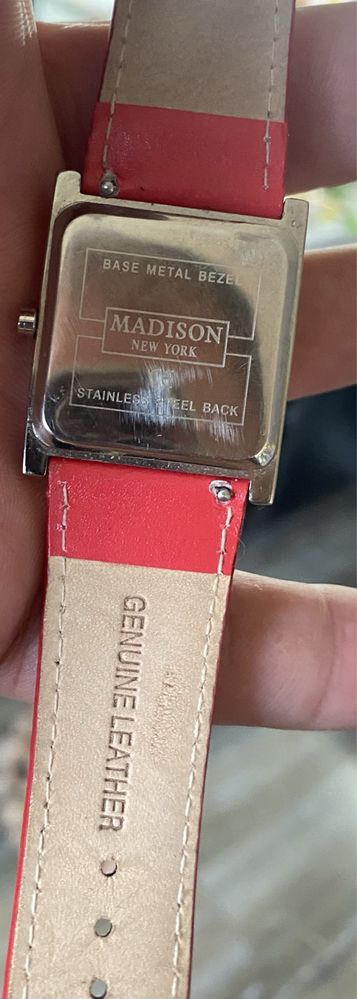 BASE METAL BEZEL
MADISON
NEW YORK
STAINLESS STEEL BACK
GENUINE LEATHER